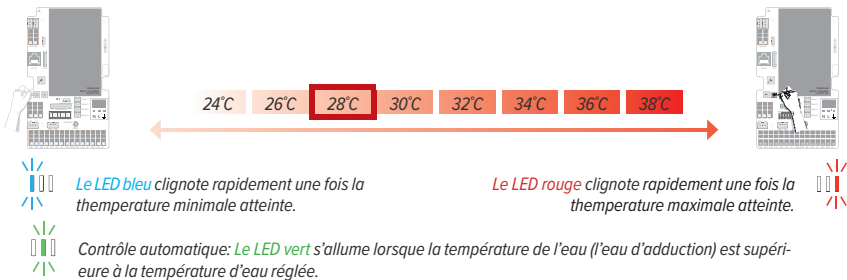 24°C 26°C 28°C 30°C 32°C 34°C 36°C 38°C
Le LED bleu clignote rapidement une fois la
themperature minimale atteinte.
Le LED rouge clignote rapidement une fois la
themperature maximale atteinte.
Contrôle automatique: Le LED vert s’allume lorsque la température de l’eau (l’eau d’adduction) est supéri-
eure à la température d’eau réglée.